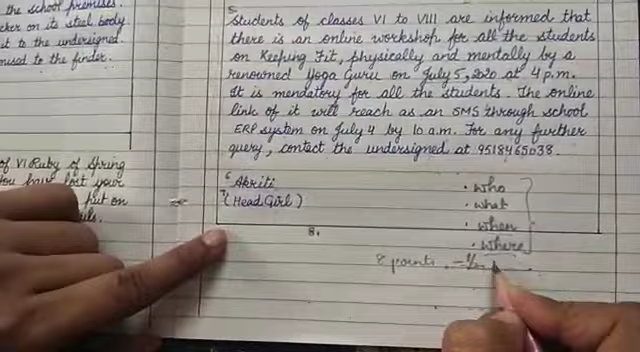 the school premises.
on its steel body
to the undersigned
to the finder.
of VI Ruby of Spring
you have lost your
put on
5
Students of classes VI to VIII are informed that
there is an online workshop for all the students
on Keeping Fit, physically and mentally by a
renowned Yoga Guru on July 5, 2020 at 4 p.m.
It is mandatory for all the students. The online
link of it will reach as an SMS through school
ERP system on July 4 by 10 a.m. For any further
query, contact the undersigned at 9518465038.
6 Akriti
7 (Head Girl)
8.
• who
• what
• when
• where
8 points